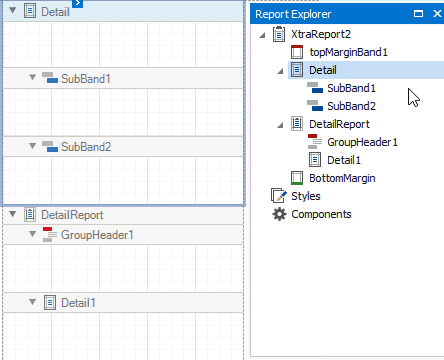 Detail
SubBand1
SubBand2
DetailReport
GroupHeader1
Detail1
Report Explorer
XtraReport2
topMarginBand1
Detail
SubBand1
SubBand2
DetailReport
GroupHeader1
Detail1
BottomMargin
Styles
Components